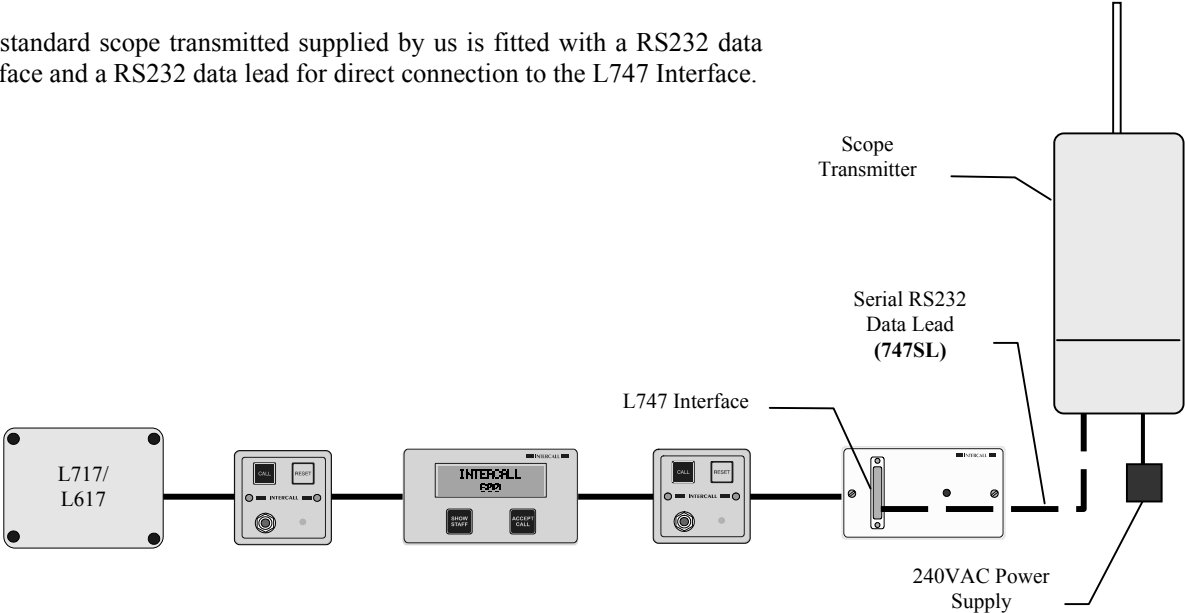 standard scope transmitted supplied by us is fitted with a RS232 data
face and a RS232 data lead for direct connection to the L747 Interface.
Scope
Transmitter
Serial RS232
Data Lead
(747SL)
L747 Interface
L717/
L617
CALL
RESET
INTERCALL
INTERCALL
INTERCALL
600
SHOW
STAFF
ACCEPT
CALL
CALL
RESET
INTERCALL
INTERCALL
240VAC Power
Supply